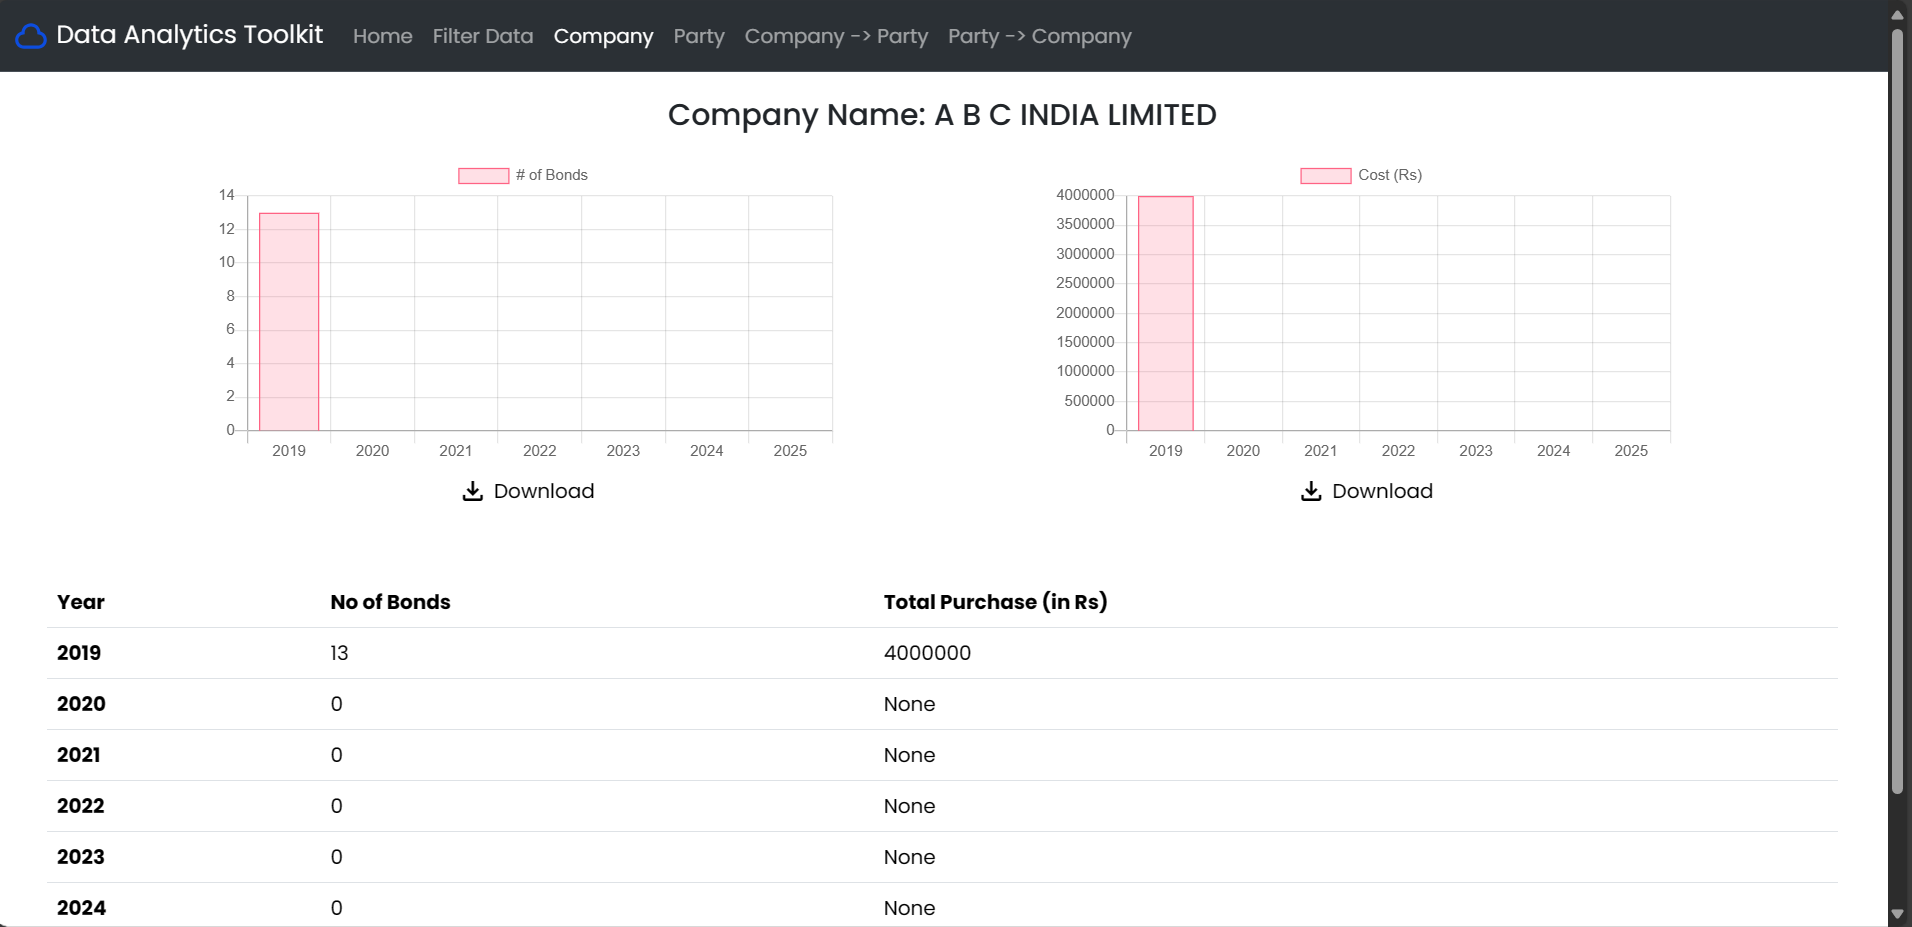 Data Analytics Toolkit Home Filter Data Company Party Company -> Party Party -> Company
Company Name: A B C INDIA LIMITED
# of Bonds
14
12
10
8
6
4
2
0
2019 2020 2021 2022 2023 2024 2025
Download
Cost (Rs)
4000000
3500000
3000000
2500000
2000000
1500000
1000000
500000
0
2019 2020 2021 2022 2023 2024 2025
Download
Year No of Bonds Total Purchase (in Rs)
2019 13 4000000
2020 0 None
2021 0 None
2022 0 None
2023 0 None
2024 0 None